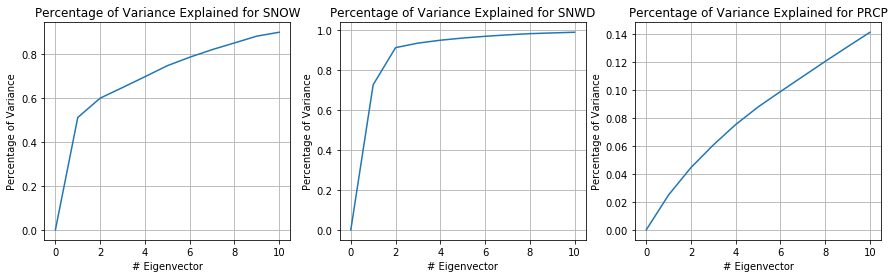 Percentage of Variance Explained for SNOW
Percentage of Variance
0.8
0.6
0.4
0.2
0.0
0 2 4 6 8 10
# Eigenvector
Percentage of Variance Explained for SNWD
Percentage of Variance
1.0
0.8
0.6
0.4
0.2
0.0
0 2 4 6 8 10
# Eigenvector
Percentage of Variance Explained for PRCP
Percentage of Variance
0.14
0.12
0.10
0.08
0.06
0.04
0.02
0.00
0 2 4 6 8 10
# Eigenvector